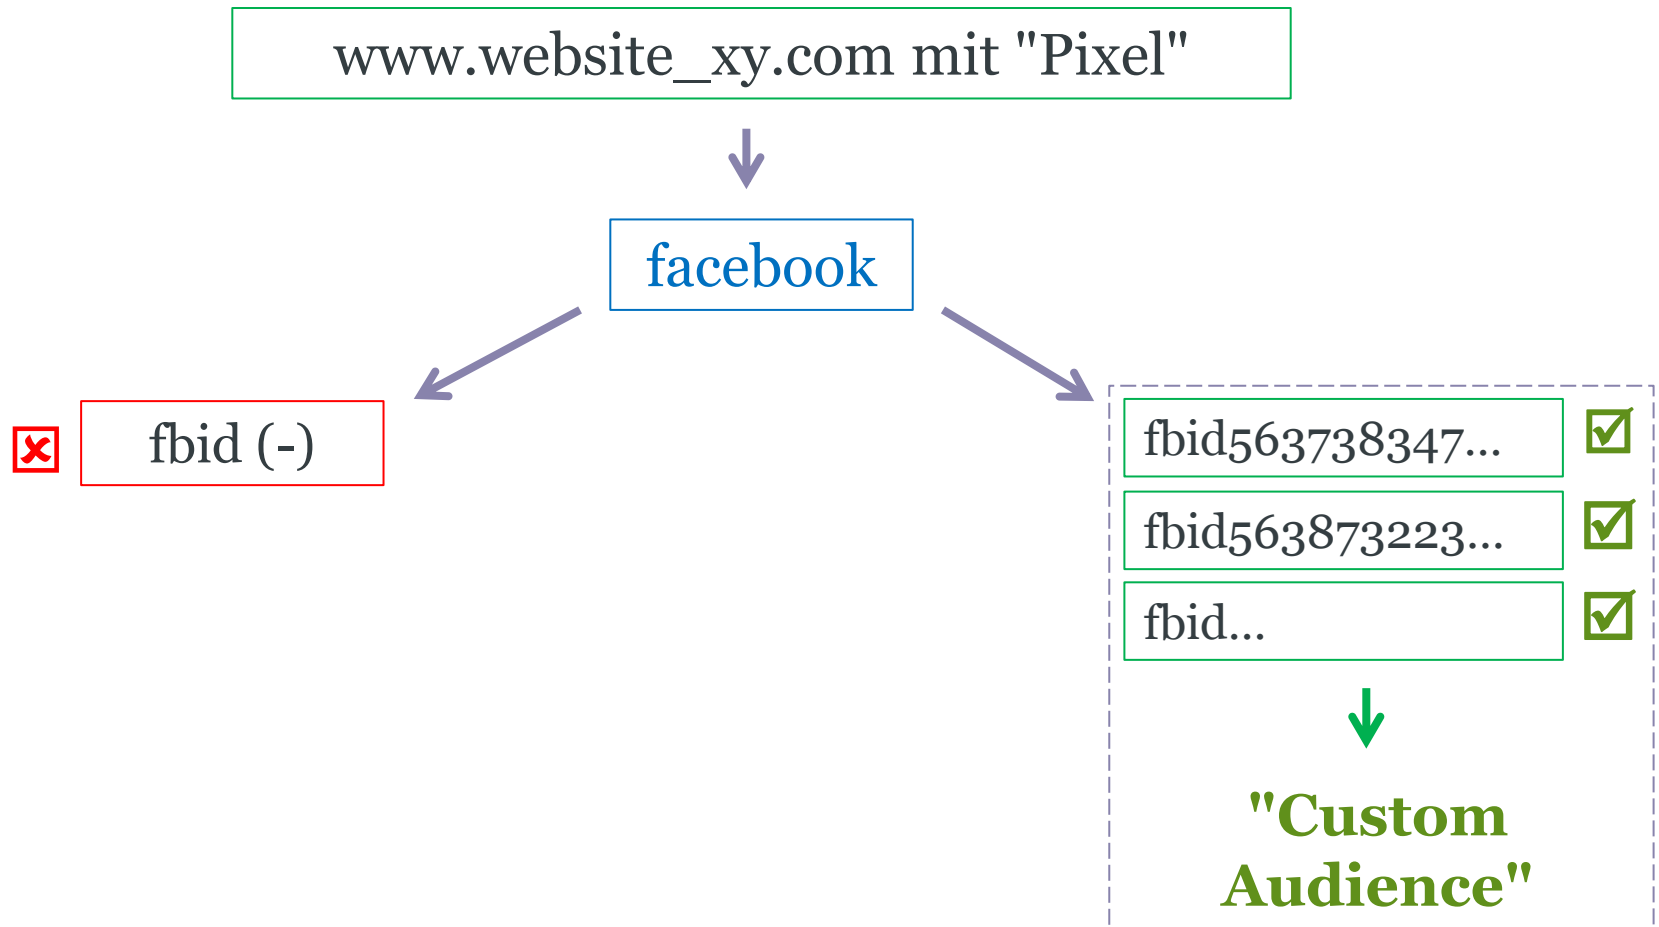 www.website_xy.com mit "Pixel"
facebook
fbid (-)
fbid563738347...
fbid563873223...
fbid...
"Custom
Audience"